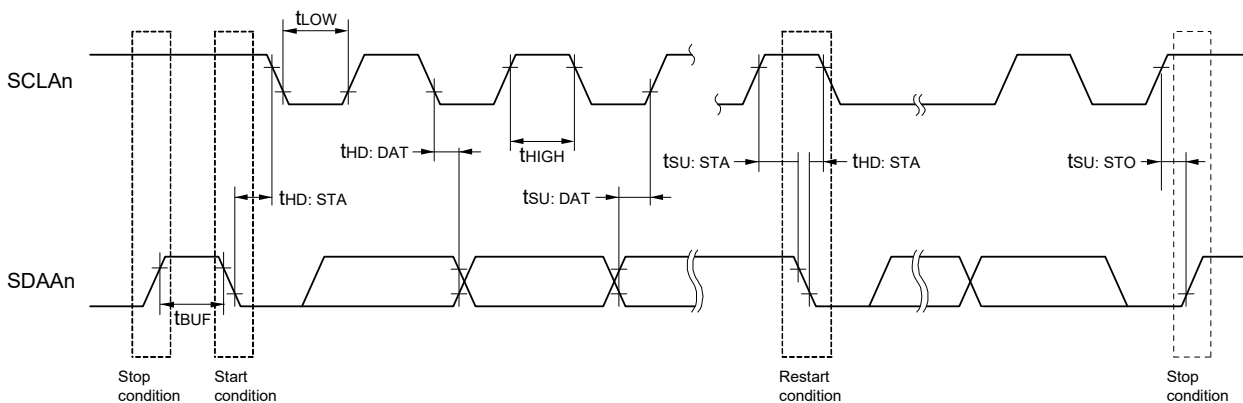 tLOW
SCLAn
tHD: DAT
tHIGH
tSU: STA
tHD: STA
tSU: STO
tHD: STA
tSU: DAT
SDAAn
tBUF
Stop
condition
Start
condition
Restart
condition
Stop
condition